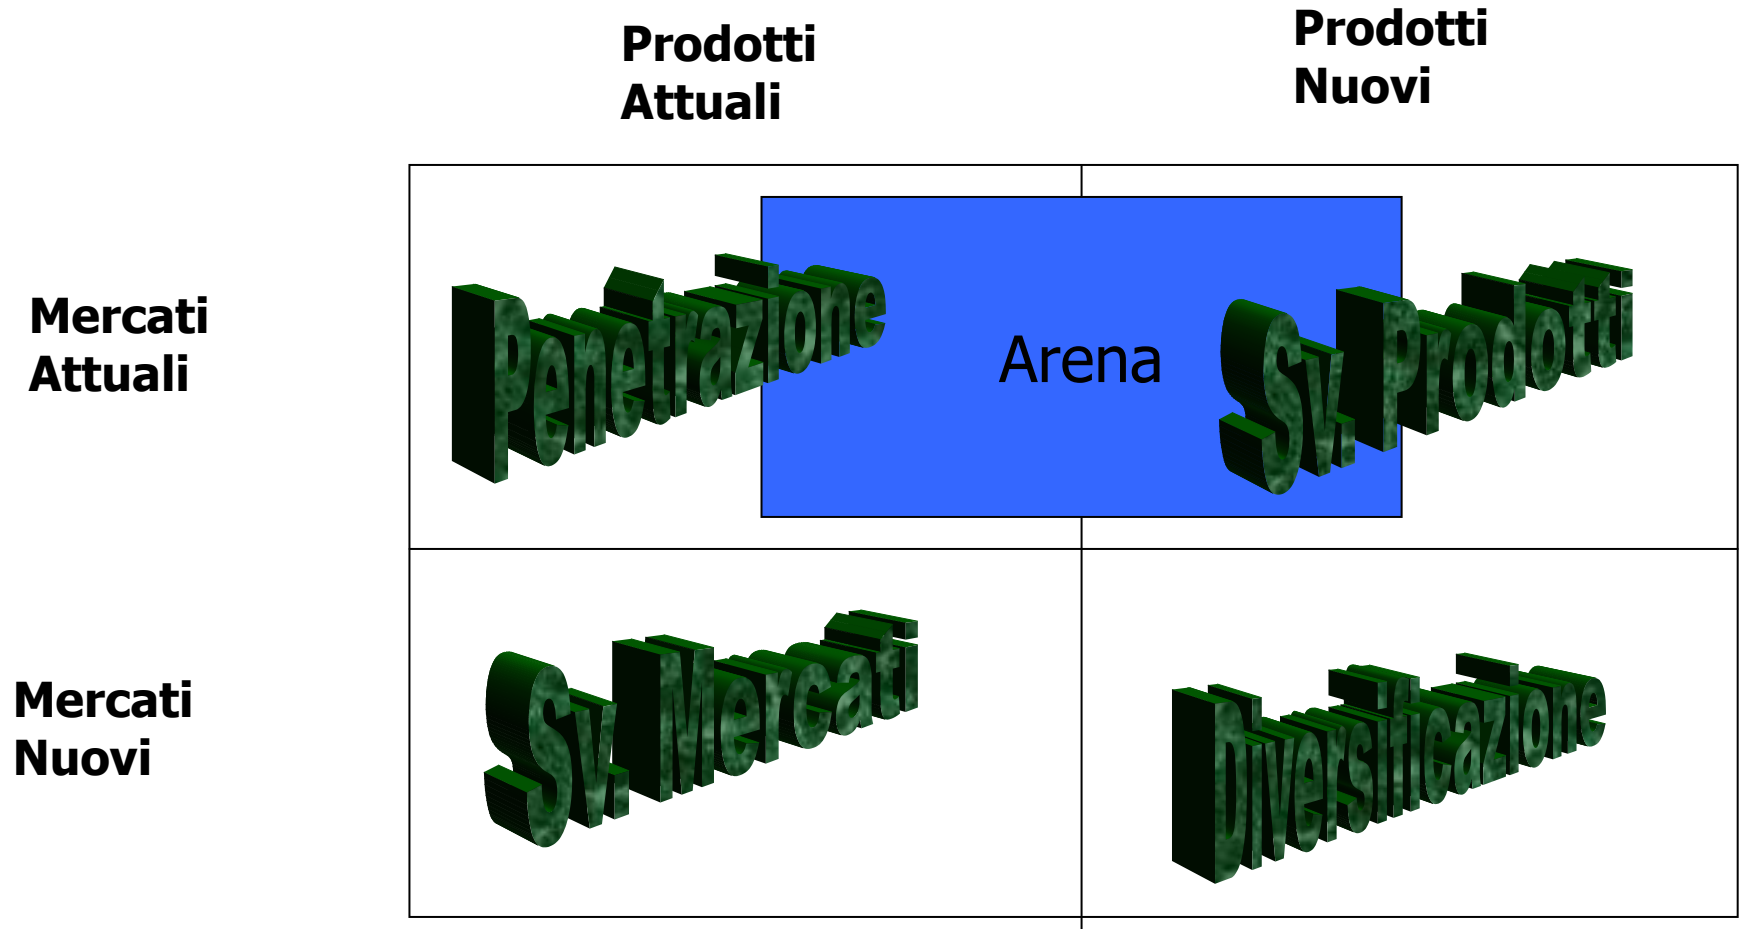 Prodotti
Attuali
Prodotti
Nuovi
Mercati
Attuali
Penetrazione
Arena
Sv. Prodotti
Mercati
Nuovi
Sv. Mercati
Diversificazione